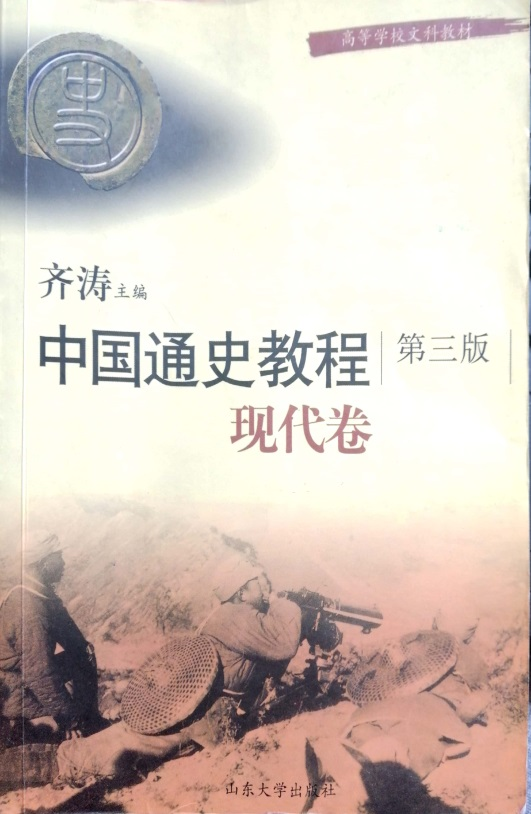 高等学校文科教材
史
齐涛 主编
中国通史教程 第三版
现代卷
山东大学出版社